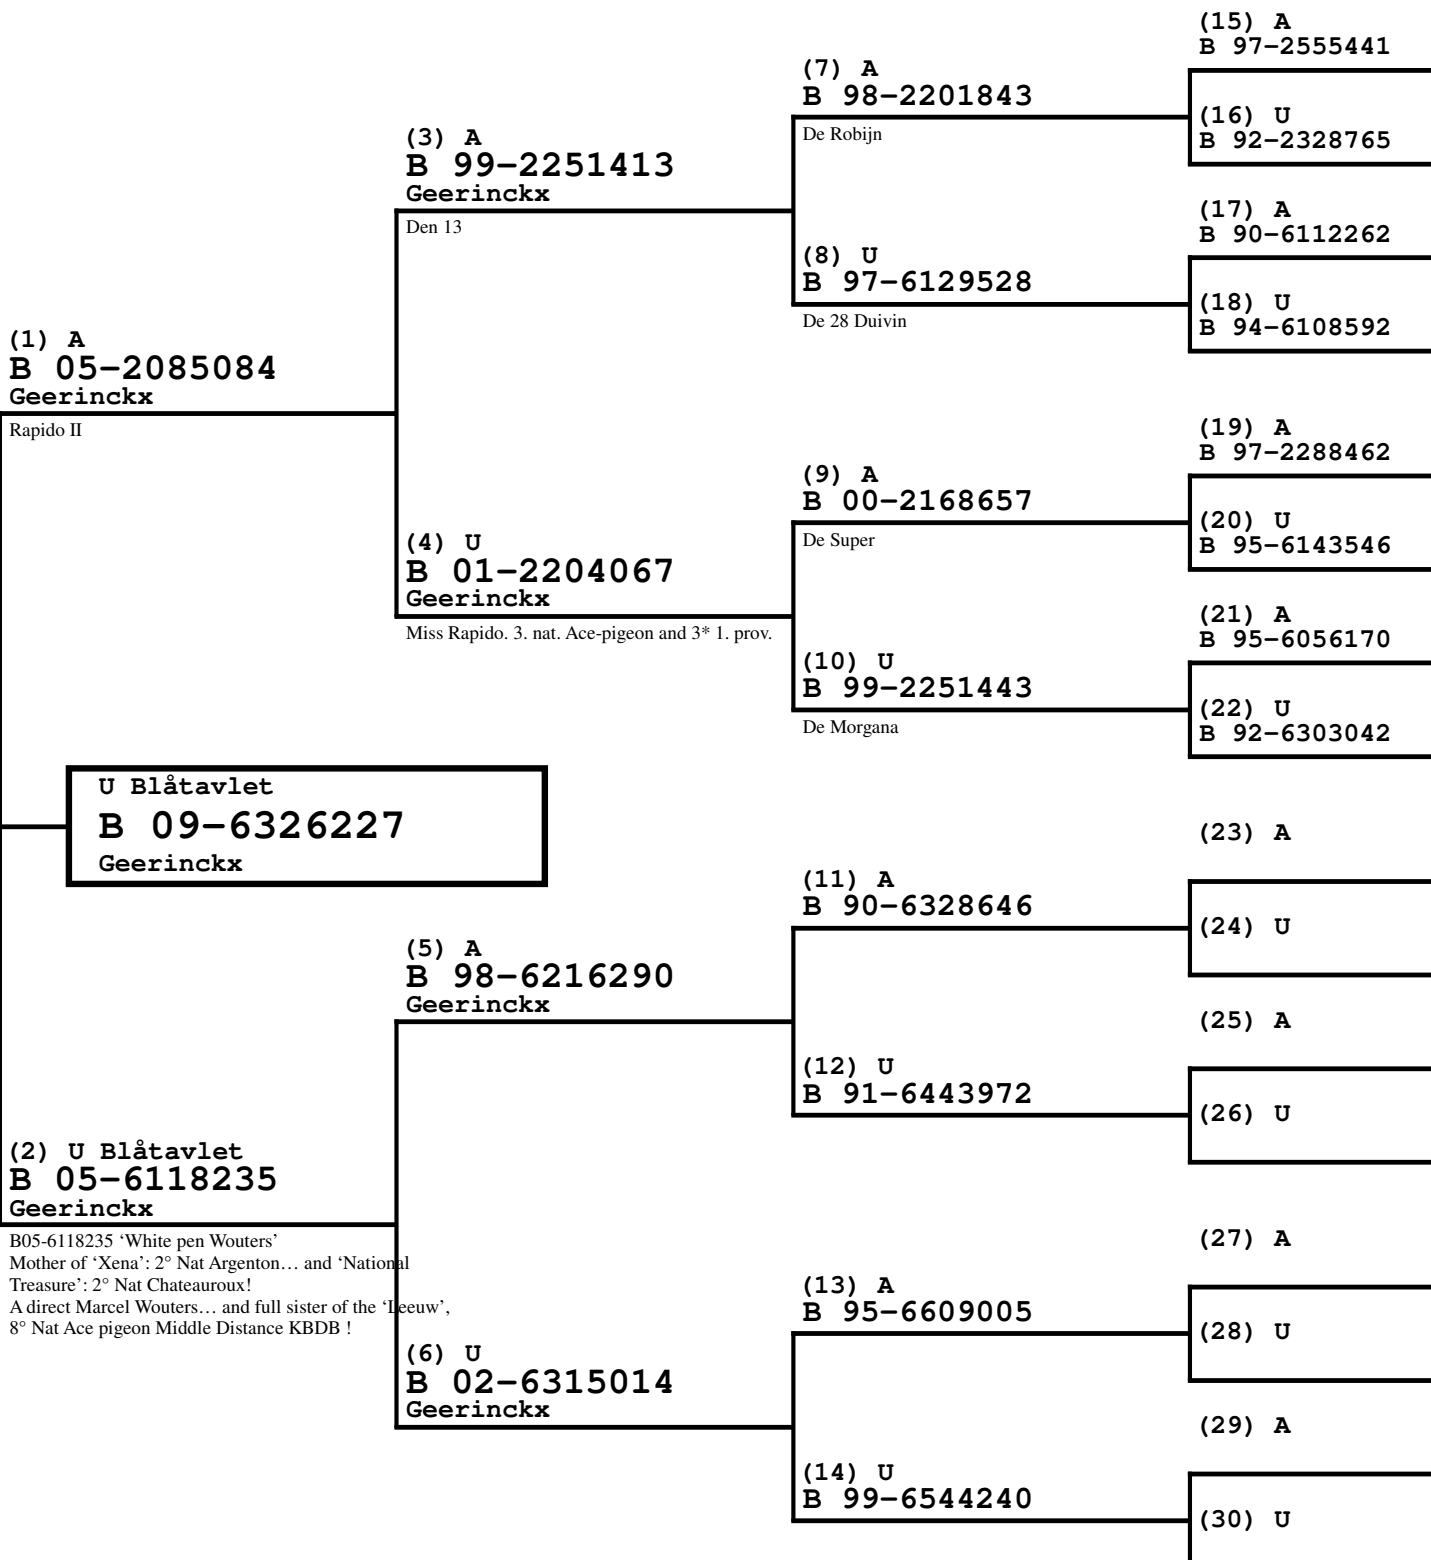 (1) A
B 05-2085084
Geerinckx
Rapido II
U Blåtavlet
B 09-6326227
Geerinckx
(2) U Blåtavlet
B 05-6118235
Geerinckx
B05-6118235 ‘White pen Wouters’
Mother of ‘Xena’: 2° Nat Argenton… and ‘National
Treasure’: 2° Nat Chateauroux!
A direct Marcel Wouters… and full sister of the ‘Leeuw’,
8° Nat Ace pigeon Middle Distance KBDB !
(3) A
B 99-2251413
Geerinckx
Den 13
(4) U
B 01-2204067
Geerinckx
Miss Rapido. 3. nat. Ace-pigeon and 3* 1. prov.
(5) A
B 98-6216290
Geerinckx
(6) U
B 02-6315014
Geerinckx
(7) A
B 98-2201843
De Robijn
(8) U
B 97-6129528
De 28 Duivin
(9) A
B 00-2168657
De Super
(10) U
B 99-2251443
De Morgana
(11) A
B 90-6328646
(12) U
B 91-6443972
(13) A
B 95-6609005
(14) U
B 99-6544240
(15) A
B 97-2555441
(16) U
B 92-2328765
(17) A
B 90-6112262
(18) U
B 94-6108592
(19) A
B 97-2288462
(20) U
B 95-6143546
(21) A
B 95-6056170
(22) U
B 92-6303042
(23) A
(24) U
(25) A
(26) U
(27) A
(28) U
(29) A
(30) U